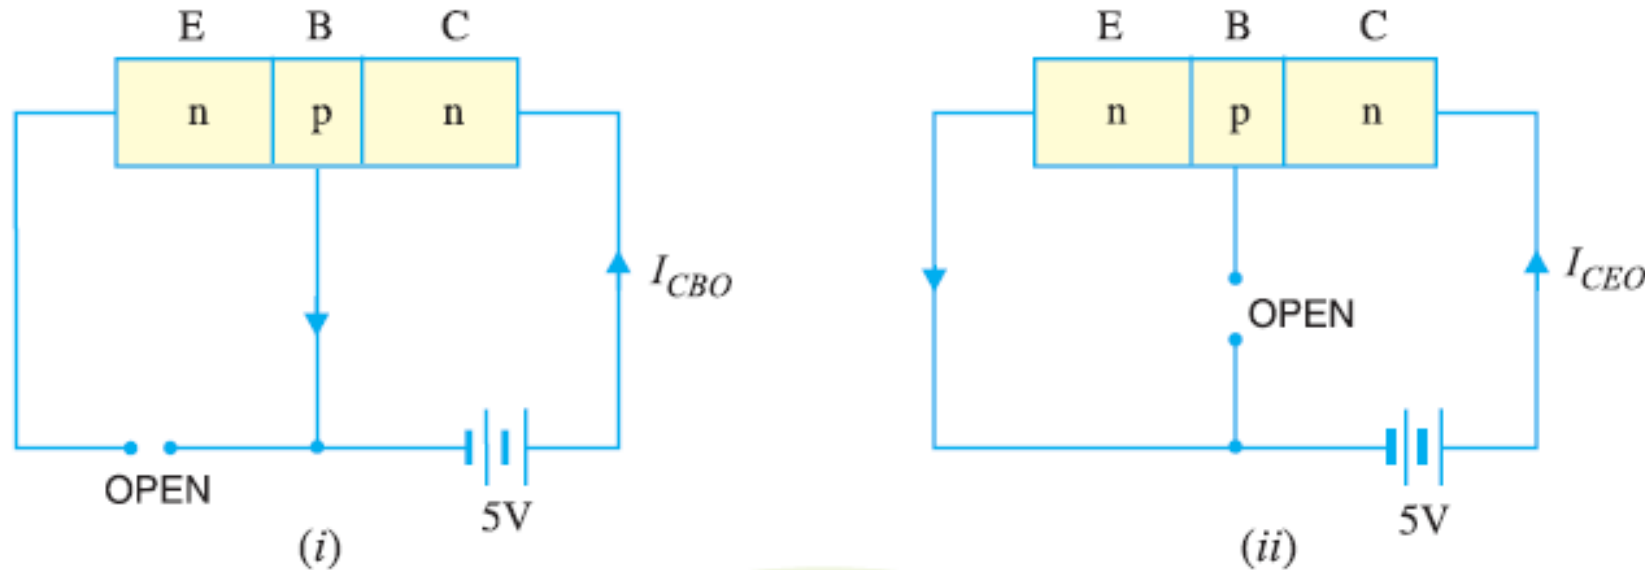 E B C
E B C
n p n
n p n
I_CBO
I_CEO
OPEN
OPEN
5V
5V
(i)
(ii)